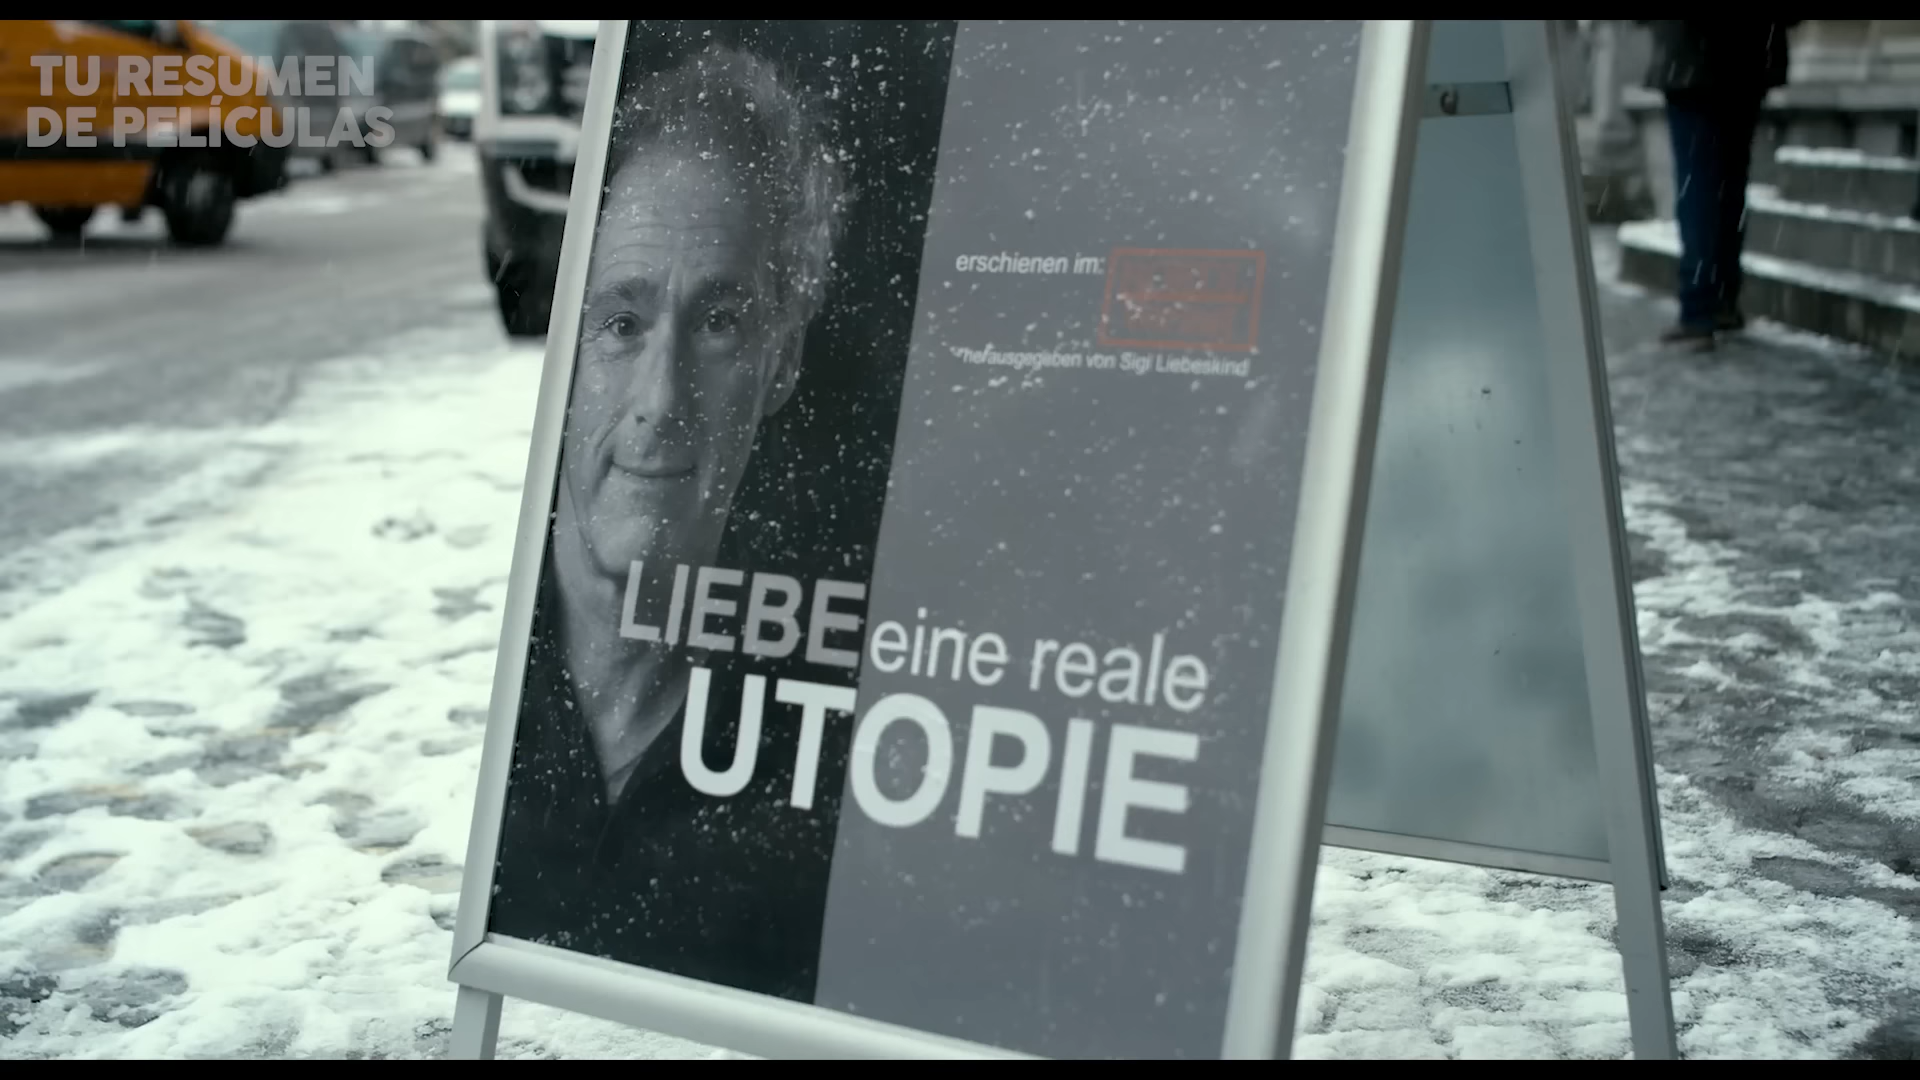 TU RESUMEN
DE PELÍCULAS
erschienen im:
herausgegeben von Sigi Liebeskind
LIEBE eine reale
UTOPIE